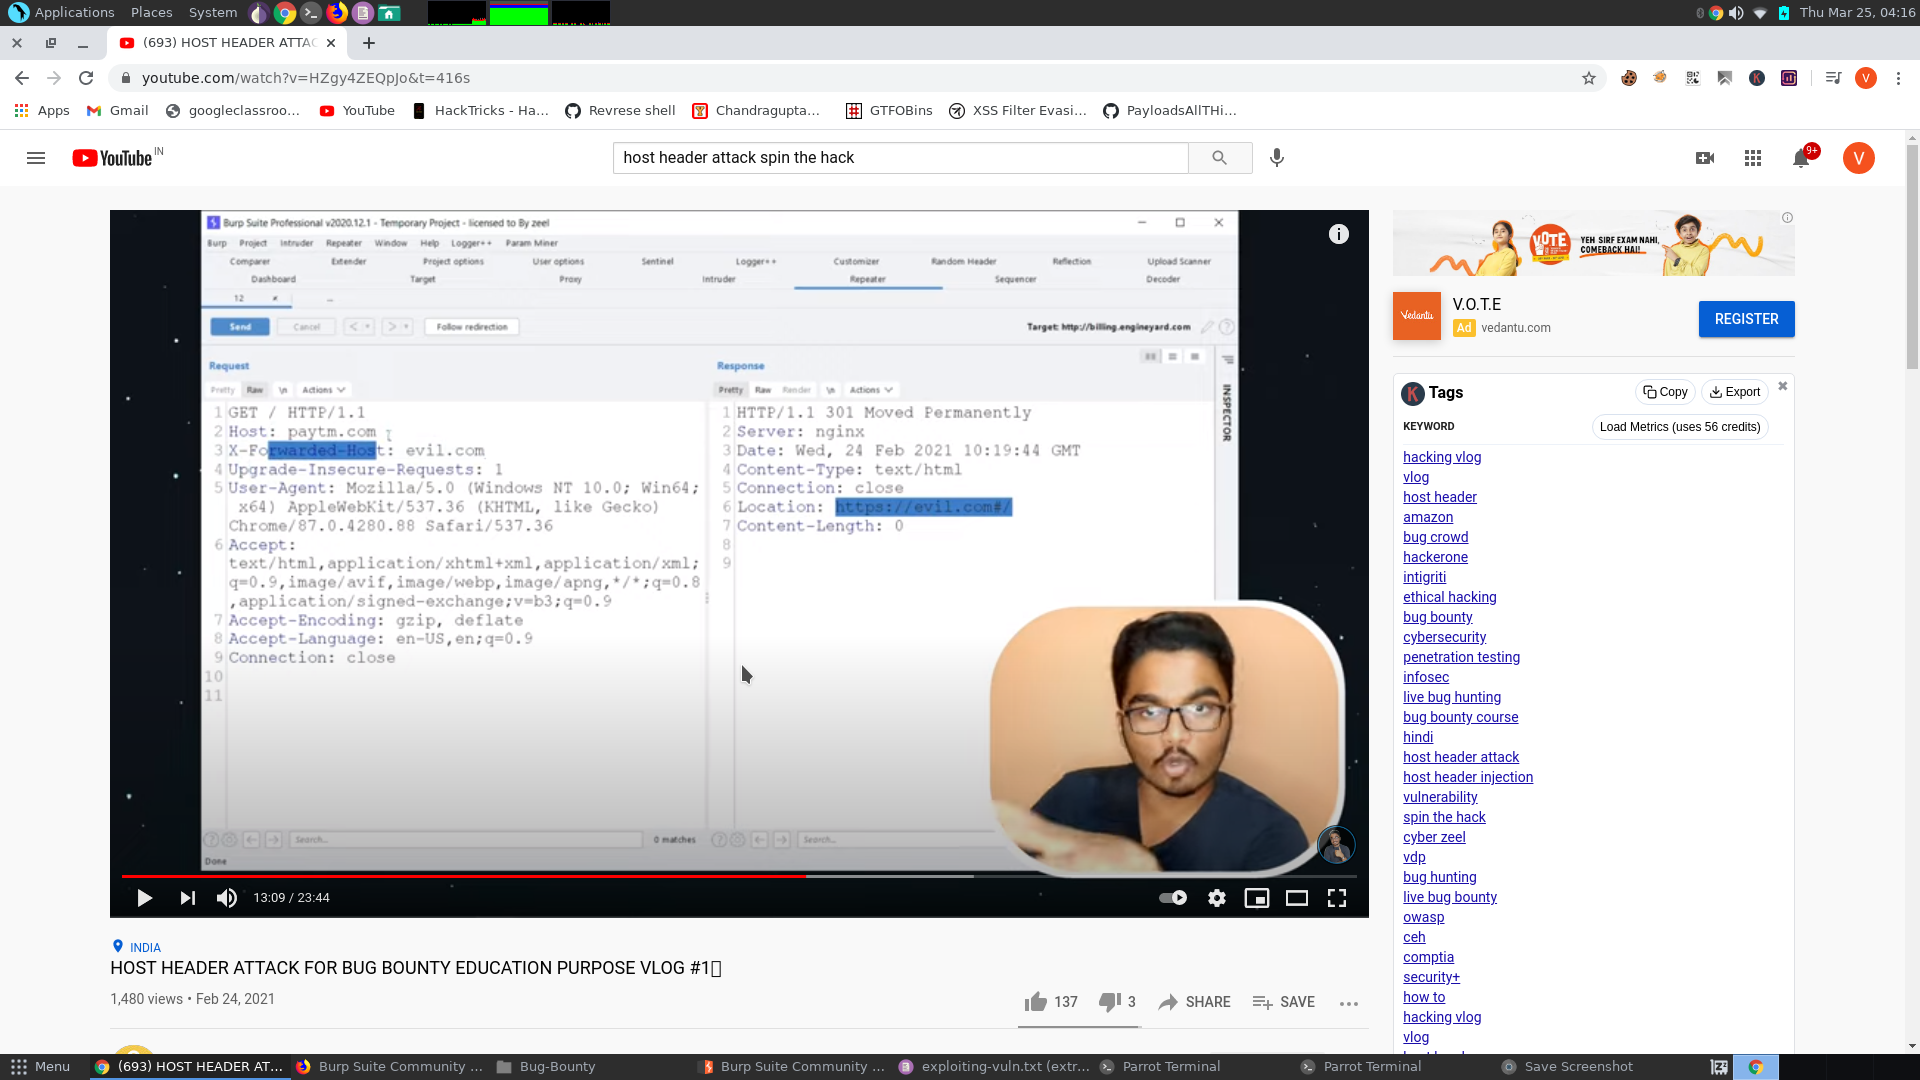 Applications Places System Thu Mar 25, 04:16
(693) HOST HEADER ATTAC
youtube.com/watch?v=HZgy4ZEQpJo&t=416s
Apps Gmail googleclassroo... YouTube HackTricks - Ha... Revrese shell Chandragupta... GTFOBins XSS Filter Evasi... PayloadsAllTHi...
YouTube IN host header attack spin the hack 9+ V
Burp Suite Professional v2020.12.1 - Temporary Project - licensed to By zeel
Burp Project Intruder Repeater Window Help Logger++ Param Miner
Comparer Extender Project options User options Sentinel Logger++ Customizer Random Header Reflection Upload Scanner
Dashboard Target Proxy Intruder Repeater Sequencer Decoder
12 ...
Send Cancel < > Follow redirection Target: http://billing.engineyard.com
Request
Pretty Raw \n Actions
1 GET / HTTP/1.1
2 Host: paytm.com
3 X-Forwarded-Host: evil.com
4 Upgrade-Insecure-Requests: 1
5 User-Agent: Mozilla/5.0 (Windows NT 10.0; Win64;
x64) AppleWebKit/537.36 (KHTML, like Gecko)
Chrome/87.0.4280.88 Safari/537.36
6 Accept:
text/html,application/xhtml+xml,application/xml;
q=0.9,image/avif,image/webp,image/apng,*/*;q=0.8
,application/signed-exchange;v=b3;q=0.9
7 Accept-Encoding: gzip, deflate
8 Accept-Language: en-US,en;q=0.9
9 Connection: close
10
11
Search... 0 matches
Done
Response
Pretty Raw Render \n Actions
1 HTTP/1.1 301 Moved Permanently
2 Server: nginx
3 Date: Wed, 24 Feb 2021 10:19:44 GMT
4 Content-Type: text/html
5 Connection: close
6 Location: https://evil.com#/
7 Content-Length: 0
8
9
Search...
INSPECTOR
13:09 / 23:44
INDIA
HOST HEADER ATTACK FOR BUG BOUNTY EDUCATION PURPOSE VLOG #1
1,480 views • Feb 24, 2021
137 3 SHARE SAVE ...
VOTE YEH SIRF EXAM NAHI,
COMEBACK HAI!
Vedantu
V.O.T.E
Ad vedantu.com
REGISTER
K Tags Copy Export
KEYWORD Load Metrics (uses 56 credits)
hacking vlog
vlog
host header
amazon
bug crowd
hackerone
intigriti
ethical hacking
bug bounty
cybersecurity
penetration testing
infosec
live bug hunting
bug bounty course
hindi
host header attack
host header injection
vulnerability
spin the hack
cyber zeel
vdp
bug hunting
live bug bounty
owasp
ceh
comptia
security+
how to
hacking vlog
vlog
Menu (693) HOST HEADER AT... Burp Suite Community ... Bug-Bounty Burp Suite Community ... exploiting-vuln.txt (extr... Parrot Terminal Parrot Terminal Save Screenshot